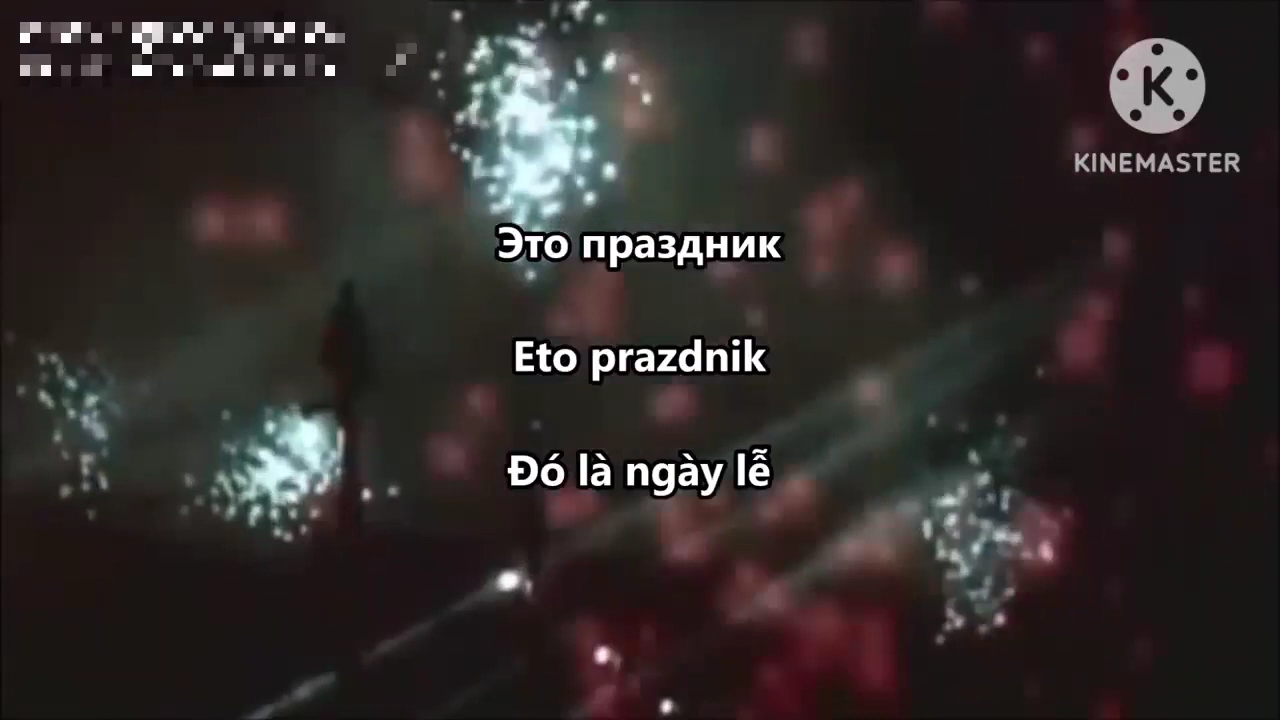 KINEMASTER
Это праздник
Eto prazdnik
Đó là ngày lễ